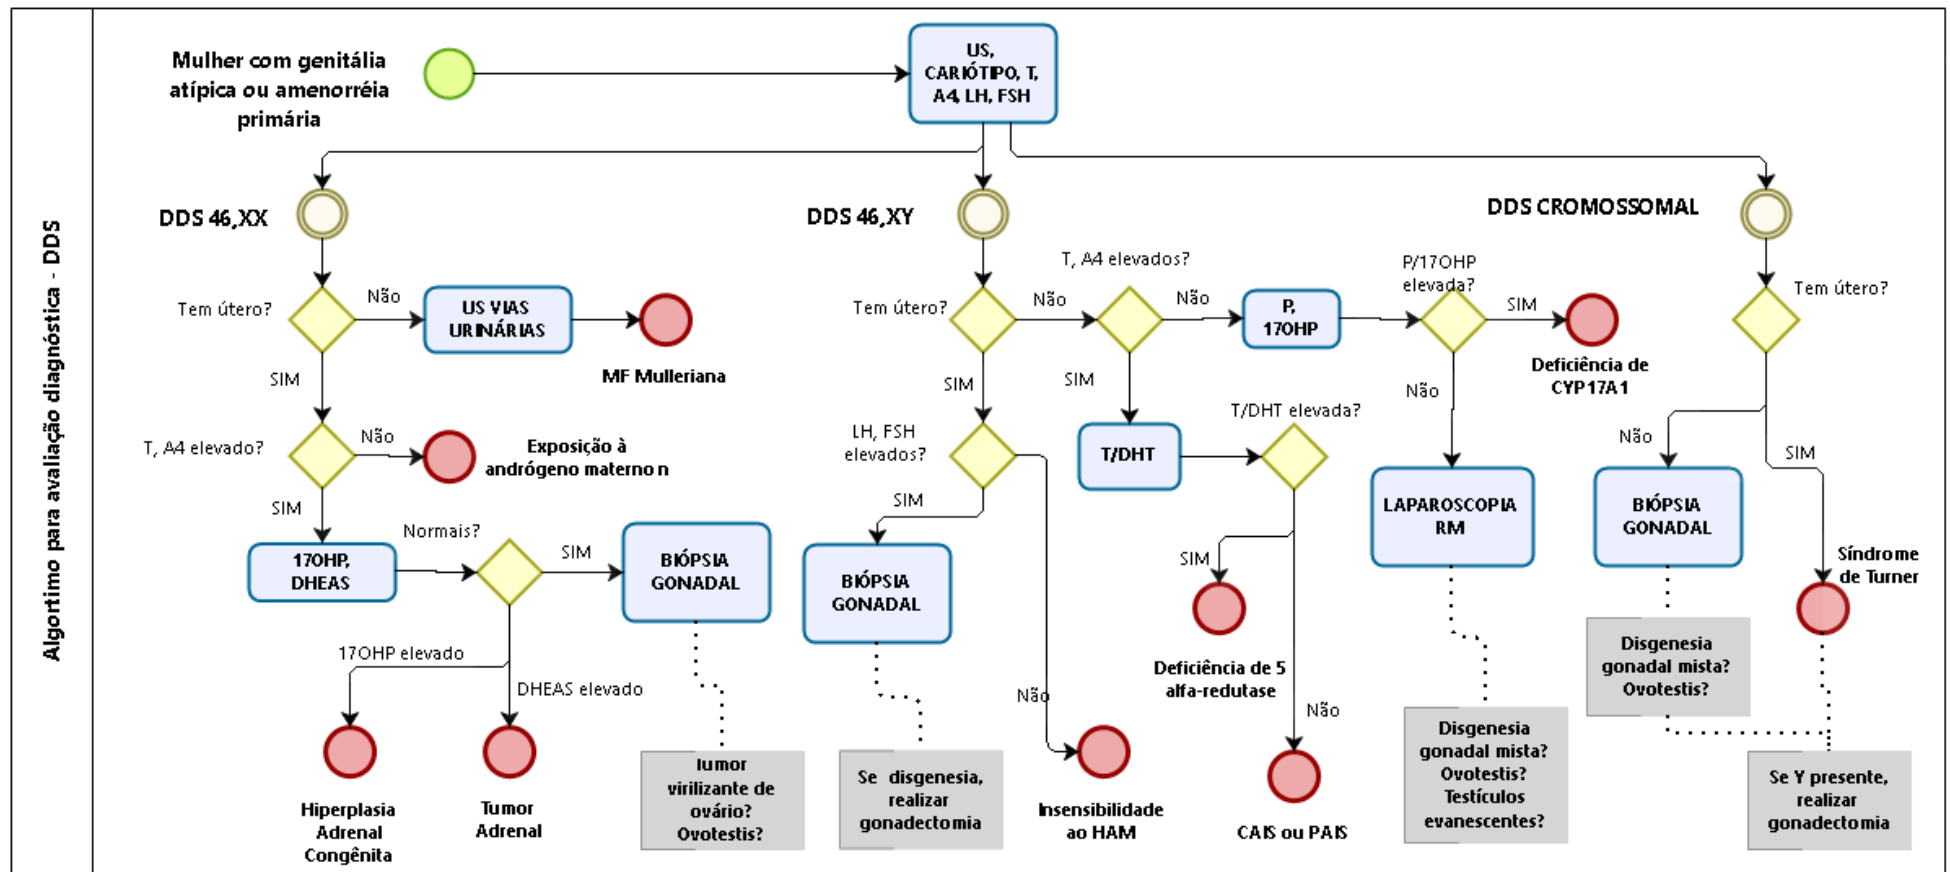 Algortimo para avaliação diagnóstica - DDS
Mulher com genitália
atípica ou amenorréia
primária
US,
CARIÓTIPO, T,
A4, LH, FSH
DDS 46,XX
DDS 46,XY
DDS CROMOSSOMAL
Tem útero?
Não
US VIAS
URINÁRIAS
MF Mulleriana
SIM
T, A4 elevado?
Não
Exposição à
andrógeno materno n
SIM
17OHP,
DHEAS
Normais?
SIM
BIÓPSIA
GONADAL
17OHP elevado
DHEAS elevado
Hiperplasia
Adrenal
Congênita
Tumor
Adrenal
Tumor
virilizante de
ovário?
Ovotestis?
Tem útero?
Não
T, A4 elevados?
Não
P,
17OHP
P/17OHP
elevada?
SIM
Deficiência de
CYP17A1
SIM
LH, FSH
elevados?
SIM
BIÓPSIA
GONADAL
Se disgenesia,
realizar
gonadectomia
Não
Insensibilidade
ao HAM
SIM
T/DHT
T/DHT elevada?
SIM
Deficiência de 5
alfa-redutase
Não
CAIS ou PAIS
Não
LAPAROSCOPIA
RM
Disgenesia
gonadal mista?
Ovotestis?
Testículos
evanescentes?
Tem útero?
Não
BIÓPSIA
GONADAL
Disgenesia
gonadal mista?
Ovotestis?
SIM
Síndrome
de Turner
Se Y presente,
realizar
gonadectomia